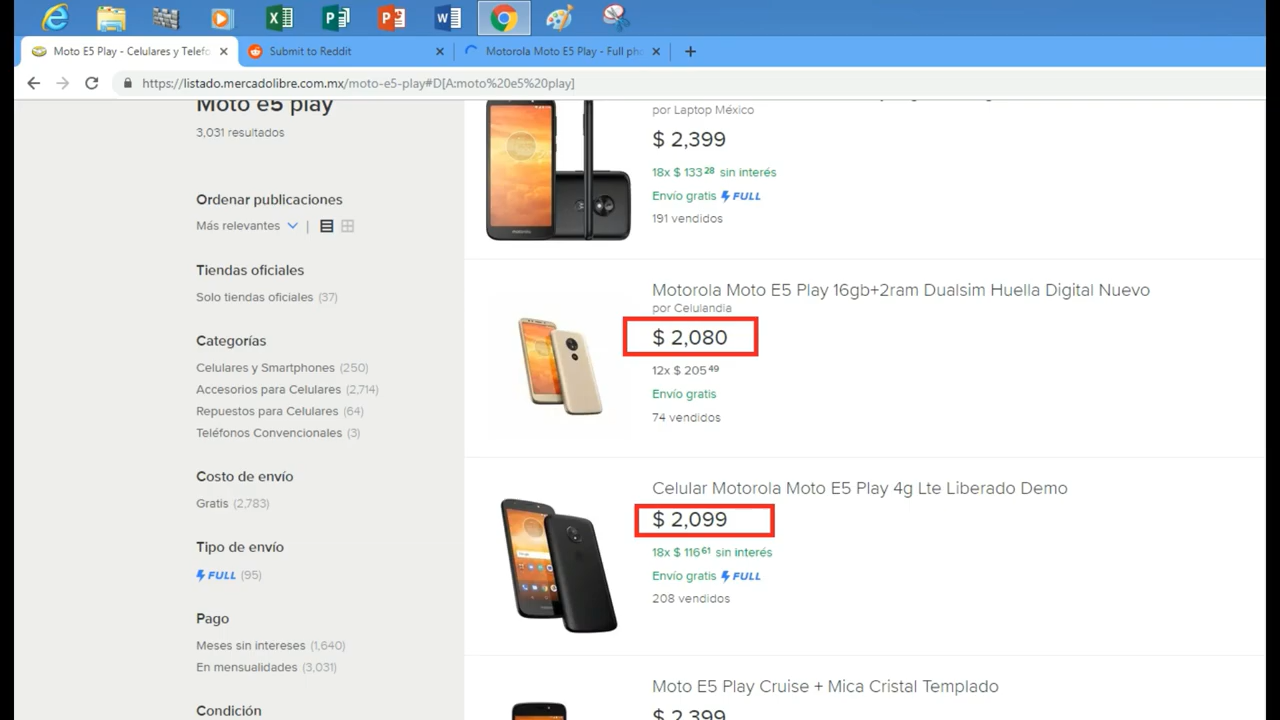 Moto E5 Play - Celulares y Telefo
Submit to Reddit
Motorola Moto E5 Play - Full pho
https://listado.mercadolibre.com.mx/moto-e5-play#D[A:moto%20e5%20play]
Moto e5 play
3,031 resultados
Ordenar publicaciones
Más relevantes
Tiendas oficiales
Solo tiendas oficiales (37)
Categorías
Celulares y Smartphones (250)
Accesorios para Celulares (2,714)
Repuestos para Celulares (64)
Teléfonos Convencionales (3)
Costo de envío
Gratis (2,783)
Tipo de envío
FULL (95)
Pago
Meses sin intereses (1,640)
En mensualidades (3,031)
Condición
por Laptop México
$ 2,399
18x $ 133 28 sin interés
Envío gratis FULL
191 vendidos
Motorola Moto E5 Play 16gb+2ram Dualsim Huella Digital Nuevo
por Celulandia
$ 2,080
12x $ 205 49
Envío gratis
74 vendidos
Celular Motorola Moto E5 Play 4g Lte Liberado Demo
$ 2,099
18x $ 116 61 sin interés
Envío gratis FULL
208 vendidos
Moto E5 Play Cruise + Mica Cristal Templado
$ 2,399